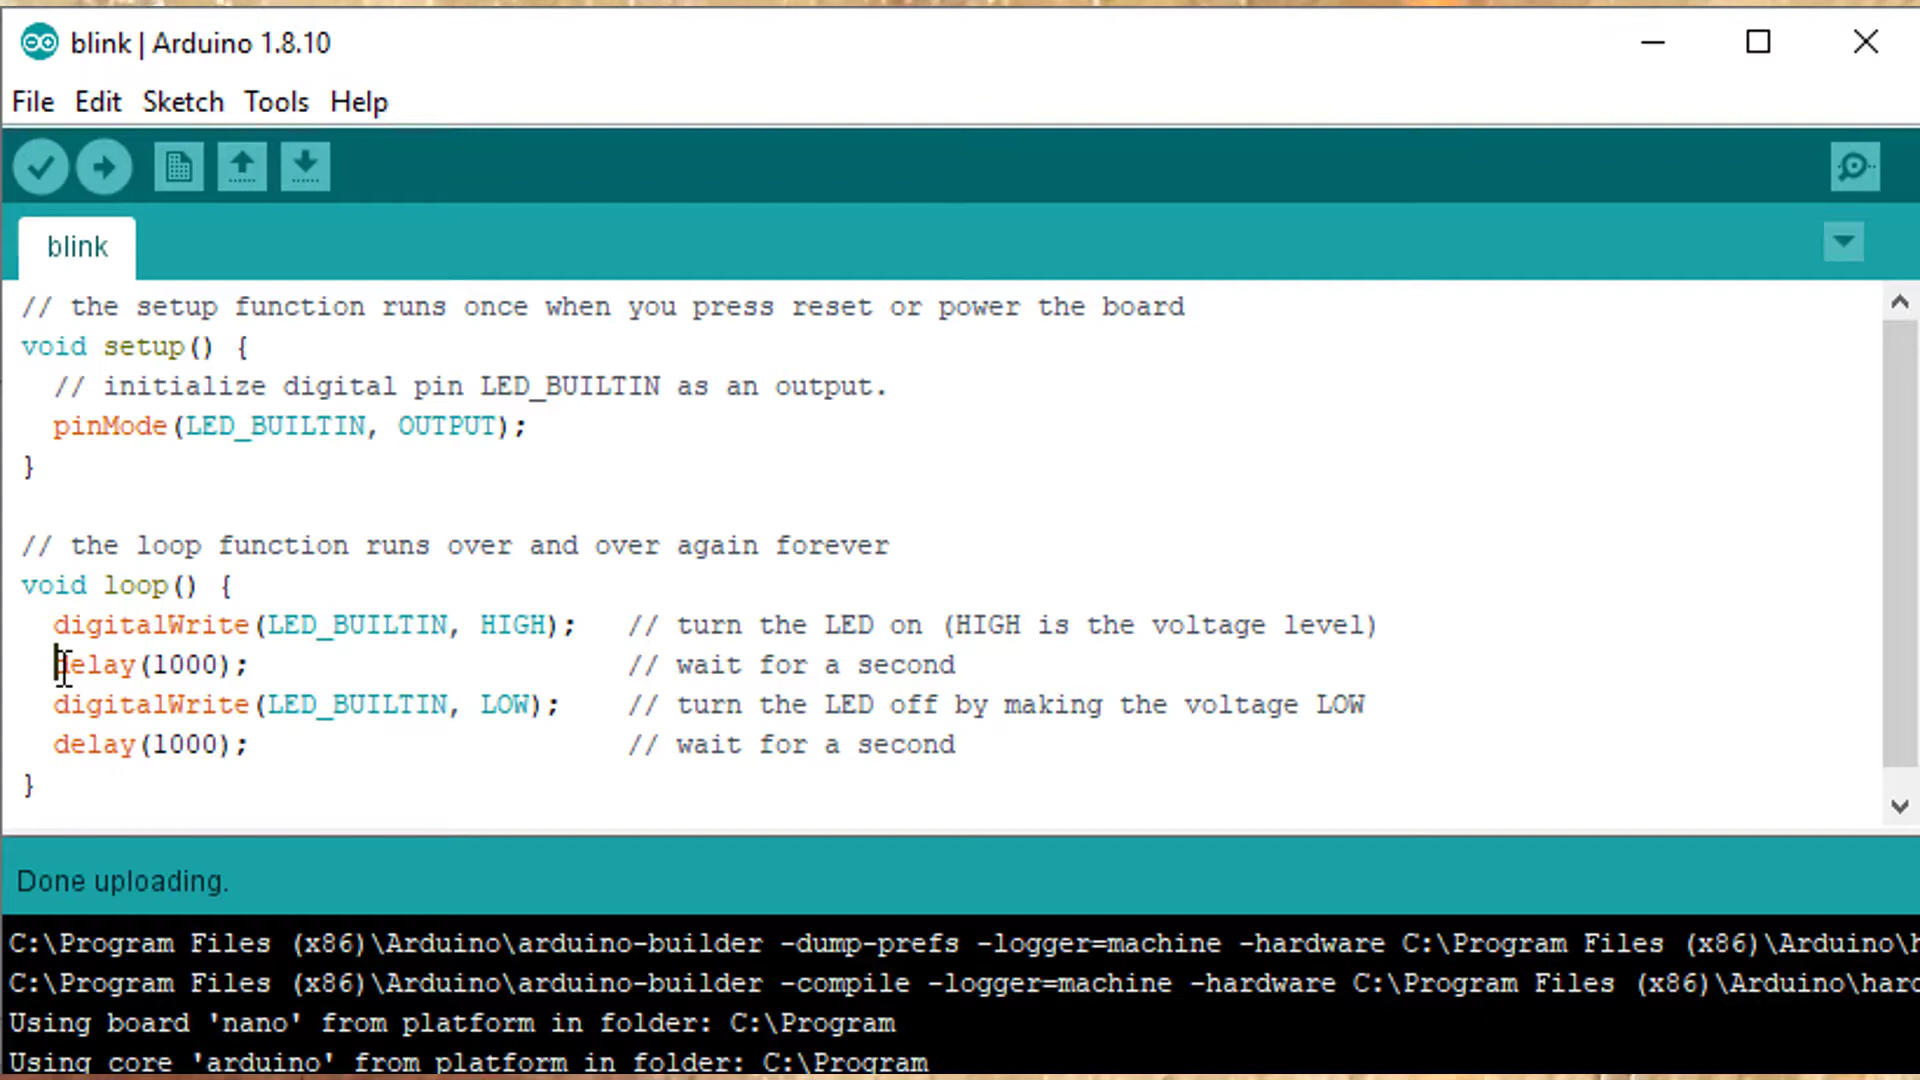 blink | Arduino 1.8.10
File Edit Sketch Tools Help
blink
// the setup function runs once when you press reset or power the board
void setup() {
  // initialize digital pin LED_BUILTIN as an output.
  pinMode(LED_BUILTIN, OUTPUT);
}
// the loop function runs over and over again forever
void loop() {
  digitalWrite(LED_BUILTIN, HIGH);   // turn the LED on (HIGH is the voltage level)
  delay(1000);                       // wait for a second
  digitalWrite(LED_BUILTIN, LOW);    // turn the LED off by making the voltage LOW
  delay(1000);                       // wait for a second
}
Done uploading.
C:\Program Files (x86)\Arduino\arduino-builder -dump-prefs -logger=machine -hardware C:\Program Files (x86)\Arduino\h
C:\Program Files (x86)\Arduino\arduino-builder -compile -logger=machine -hardware C:\Program Files (x86)\Arduino\hard
Using board 'nano' from platform in folder: C:\Program
Using core 'arduino' from platform in folder: C:\Program